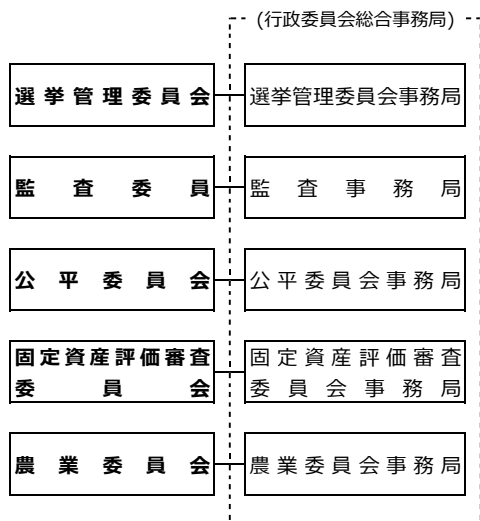 (行政委員会総合事務局)
選挙管理委員会 選挙管理委員会事務局
監査委員 監査事務局
公平委員会 公平委員会事務局
固定資産評価審査 固定資産評価審査
委員会 委員会事務局
農業委員会 農業委員会事務局